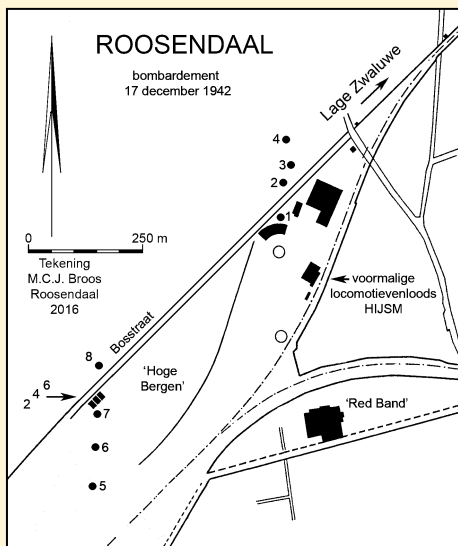 ROOSENDAAL
bombardement
17 december 1942
Lage Zwaluwe
4
3
2
1
0
250 m
Tekening
M.C.J. Broos
Roosendaal
2016
voormalige
locomotievenloods
HIJSM
Bosstraat
8
'Hoge
Bergen'
2 4 6
7
'Red Band'
6
5